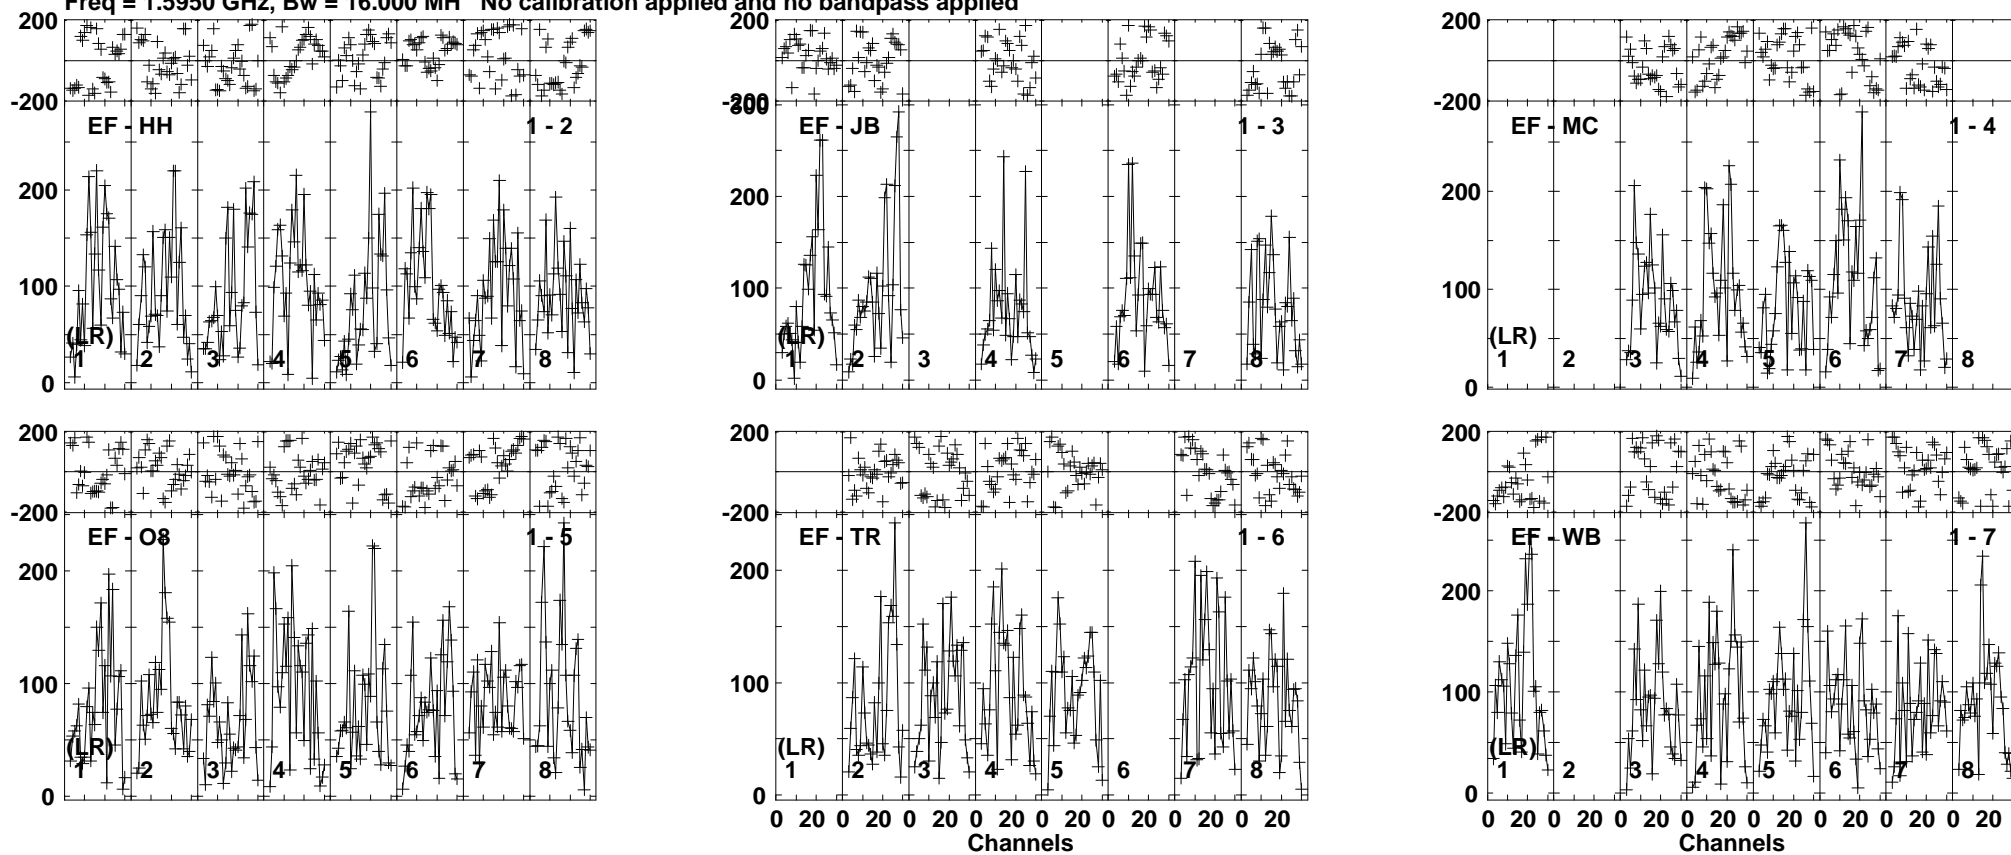 Freq = 1.5950 GHz, Bw = 16.000 MH No calibration applied and no bandpass applied
200
-200
EF - HH 1 - 2
200
100
0
(LR)
1 2 3 4 5 6 7 8
200
-200
300
EF - JB 1 - 3
200
100
0
(LR)
1 2 3 4 5 6 7 8
200
-200
EF - MC 1 - 4
200
100
0
(LR)
1 2 3 4 5 6 7 8
200
-200
EF - O8 1 - 5
200
100
0
(LR)
1 2 3 4 5 6 7 8
200
-200
EF - TR 1 - 6
200
100
0
(LR)
1 2 3 4 5 6 7 8
0 20 0 20 0 20 0 20 0 20 0 20 0 20 0 20
Channels
200
-200
EF - WB 1 - 7
200
100
0
(LR)
1 2 3 4 5 6 7 8
0 20 0 20 0 20 0 20 0 20 0 20 0 20 0 20
Channels